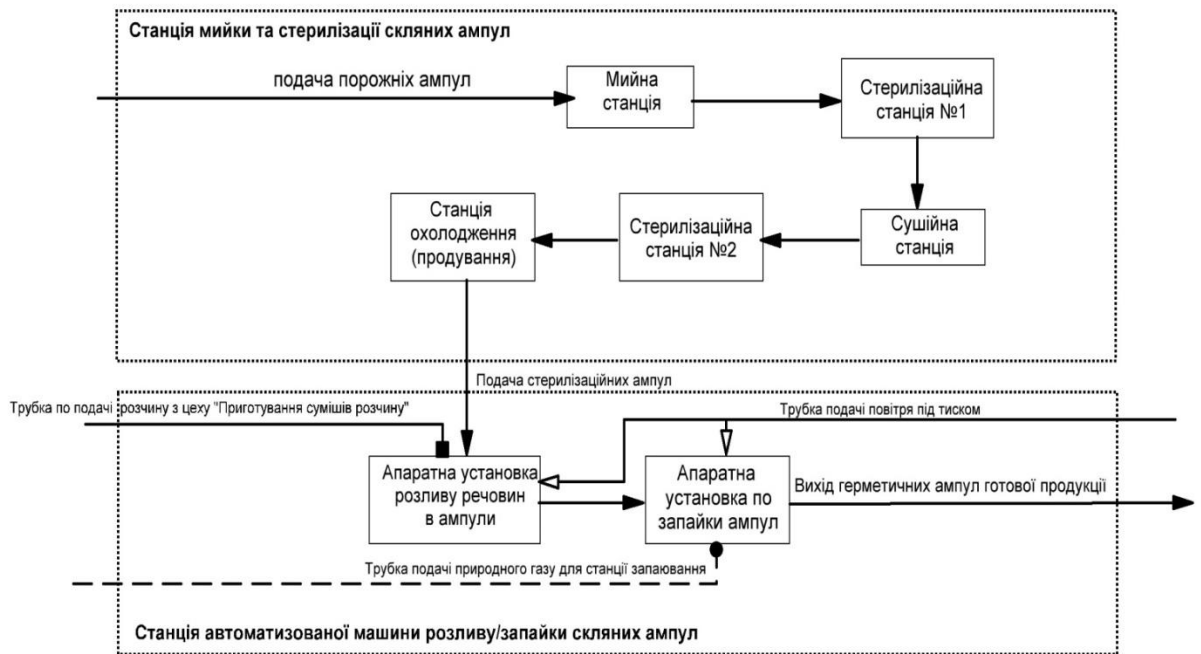 Станція мийки та стерилізації скляних ампул
подача порожніх ампул
Мийна
станція
Стерилізаційна
станція №1
Сушійна
станція
Стерилізаційна
станція №2
Станція
охолодження
(продування)
Подача стерилізаційних ампул
Трубка по подачі розчину з цеху "Приготування сумішів розчину"
Трубка подачі повітря під тиском
Апаратна установка
розливу речовин
в ампули
Апаратна
установка по
запайки ампул
Вихід герметичних ампул готової продукції
Трубка подачі природного газу для станції запаювання
Станція автоматизованої машини розливу/запайки скляних ампул